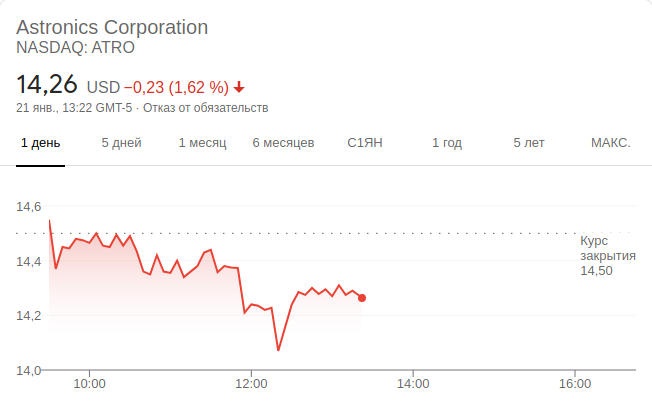 Astronics Corporation
NASDAQ: ATRO
14,26 USD −0,23 (1,62 %)
21 янв., 13:22 GMT-5 · Отказ от обязательств
1 день 5 дней 1 месяц 6 месяцев С1ЯН 1 год 5 лет МАКС.
14,6
Курс
закрытия
14,50
14,4
14,2
14,0
10:00 12:00 14:00 16:00